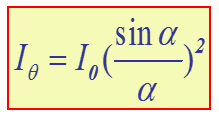 I_θ = I_0 (sin α / α)^2